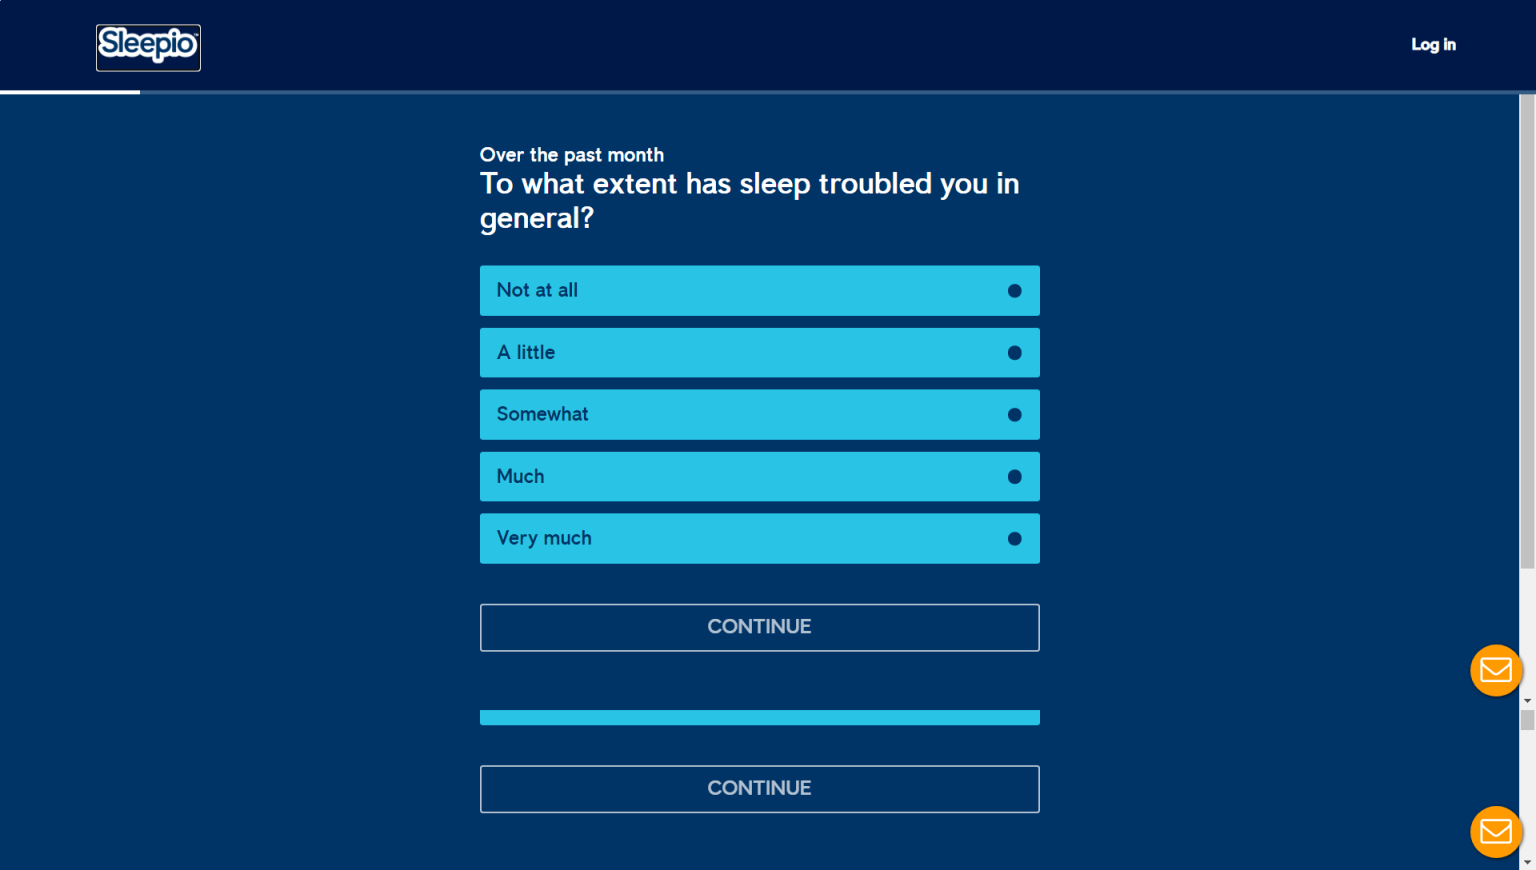 Sleepio™
Log in
Over the past month
To what extent has sleep troubled you in
general?
Not at all
A little
Somewhat
Much
Very much
CONTINUE
CONTINUE